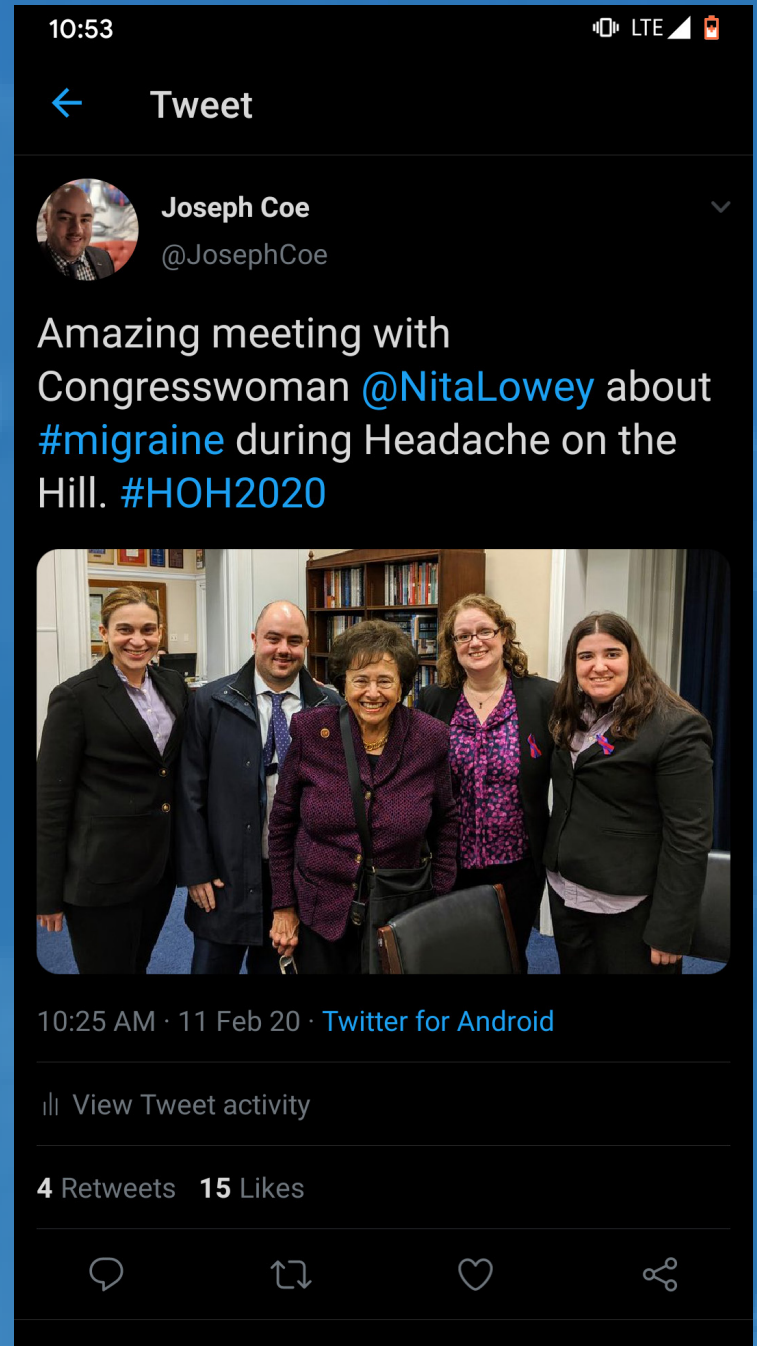 10:53
LTE
Tweet
Joseph Coe
@JosephCoe
Amazing meeting with
Congresswoman @NitaLowey about
#migraine during Headache on the
Hill. #HOH2020
10:25 AM · 11 Feb 20 · Twitter for Android
View Tweet activity
4 Retweets 15 Likes